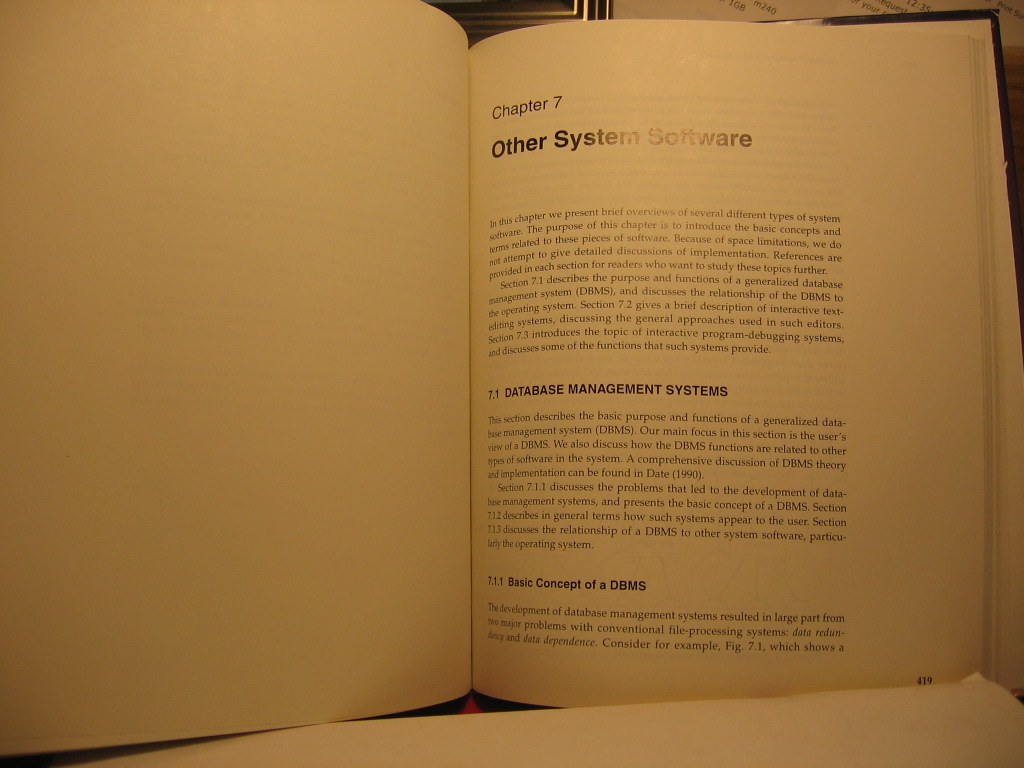 1GB m240
12:35
Chapter 7
Other System Software
In this chapter we present brief overviews of several different types of system
software. The purpose of this chapter is to introduce the basic concepts and
terms related to these pieces of software. Because of space limitations, we do
not attempt to give detailed discussions of implementation. References are
provided in each section for readers who want to study these topics further.
Section 7.1 describes the purpose and functions of a generalized database
management system (DBMS), and discusses the relationship of the DBMS to
the operating system. Section 7.2 gives a brief description of interactive text-
editing systems, discussing the general approaches used in such editors.
Section 7.3 introduces the topic of interactive program-debugging systems,
and discusses some of the functions that such systems provide.
7.1 DATABASE MANAGEMENT SYSTEMS
This section describes the basic purpose and functions of a generalized data-
base management system (DBMS). Our main focus in this section is the user's
view of a DBMS. We also discuss how the DBMS functions are related to other
types of software in the system. A comprehensive discussion of DBMS theory
and implementation can be found in Date (1990).
Section 7.1.1 discusses the problems that led to the development of data-
base management systems, and presents the basic concept of a DBMS. Section
7.1.2 describes in general terms how such systems appear to the user. Section
7.1.3 discusses the relationship of a DBMS to other system software, particu-
larly the operating system.
7.1.1 Basic Concept of a DBMS
The development of database management systems resulted in large part from
two major problems with conventional file-processing systems: data redun-
dancy and data dependence. Consider for example, Fig. 7.1, which shows a
419